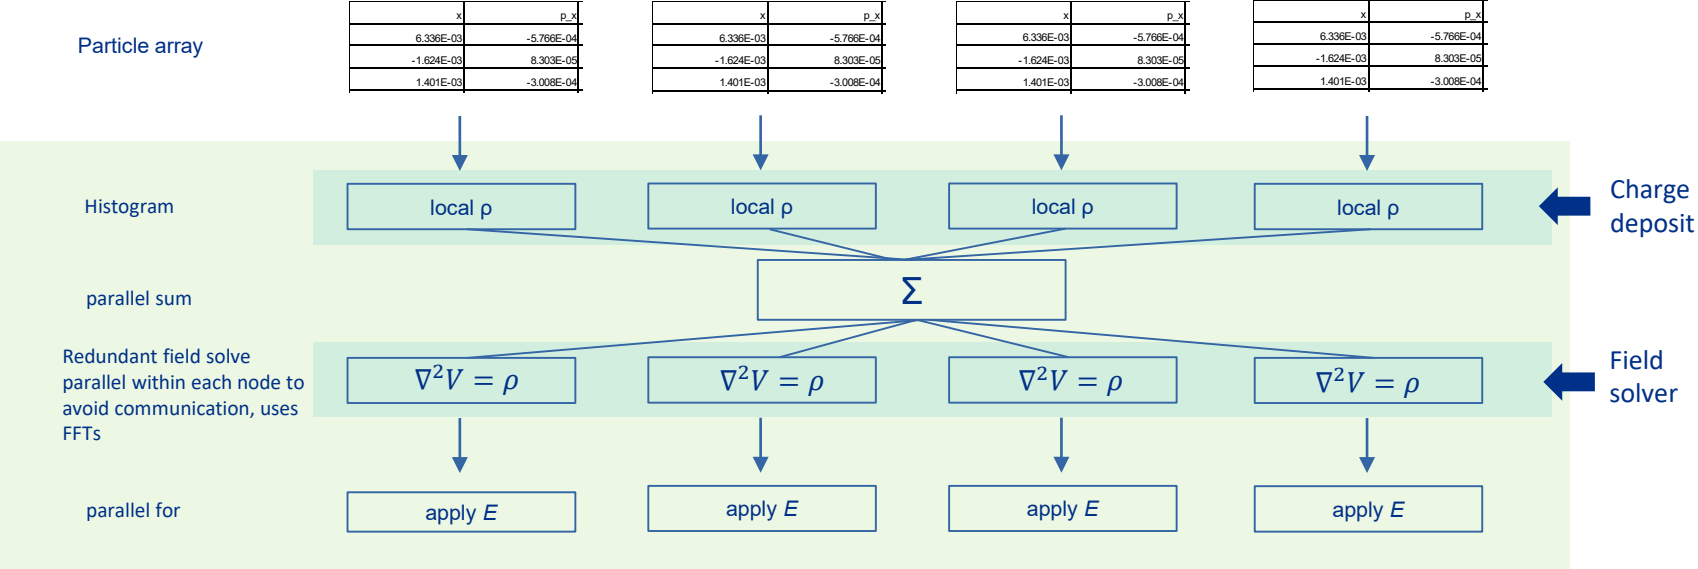 Particle array
x p_x
6.336E-03 -5.766E-04
-1.624E-03 8.303E-05
1.401E-03 -3.008E-04
x p_x
6.336E-03 -5.766E-04
-1.624E-03 8.303E-05
1.401E-03 -3.008E-04
x p_x
6.336E-03 -5.766E-04
-1.624E-03 8.303E-05
1.401E-03 -3.008E-04
x p_x
6.336E-03 -5.766E-04
-1.624E-03 8.303E-05
1.401E-03 -3.008E-04
Histogram
local ρ
local ρ
local ρ
local ρ
Charge
deposit
parallel sum
Σ
Redundant field solve
parallel within each node to
avoid communication, uses
FFTs
∇²V = ρ
∇²V = ρ
∇²V = ρ
∇²V = ρ
Field
solver
parallel for
apply E
apply E
apply E
apply E